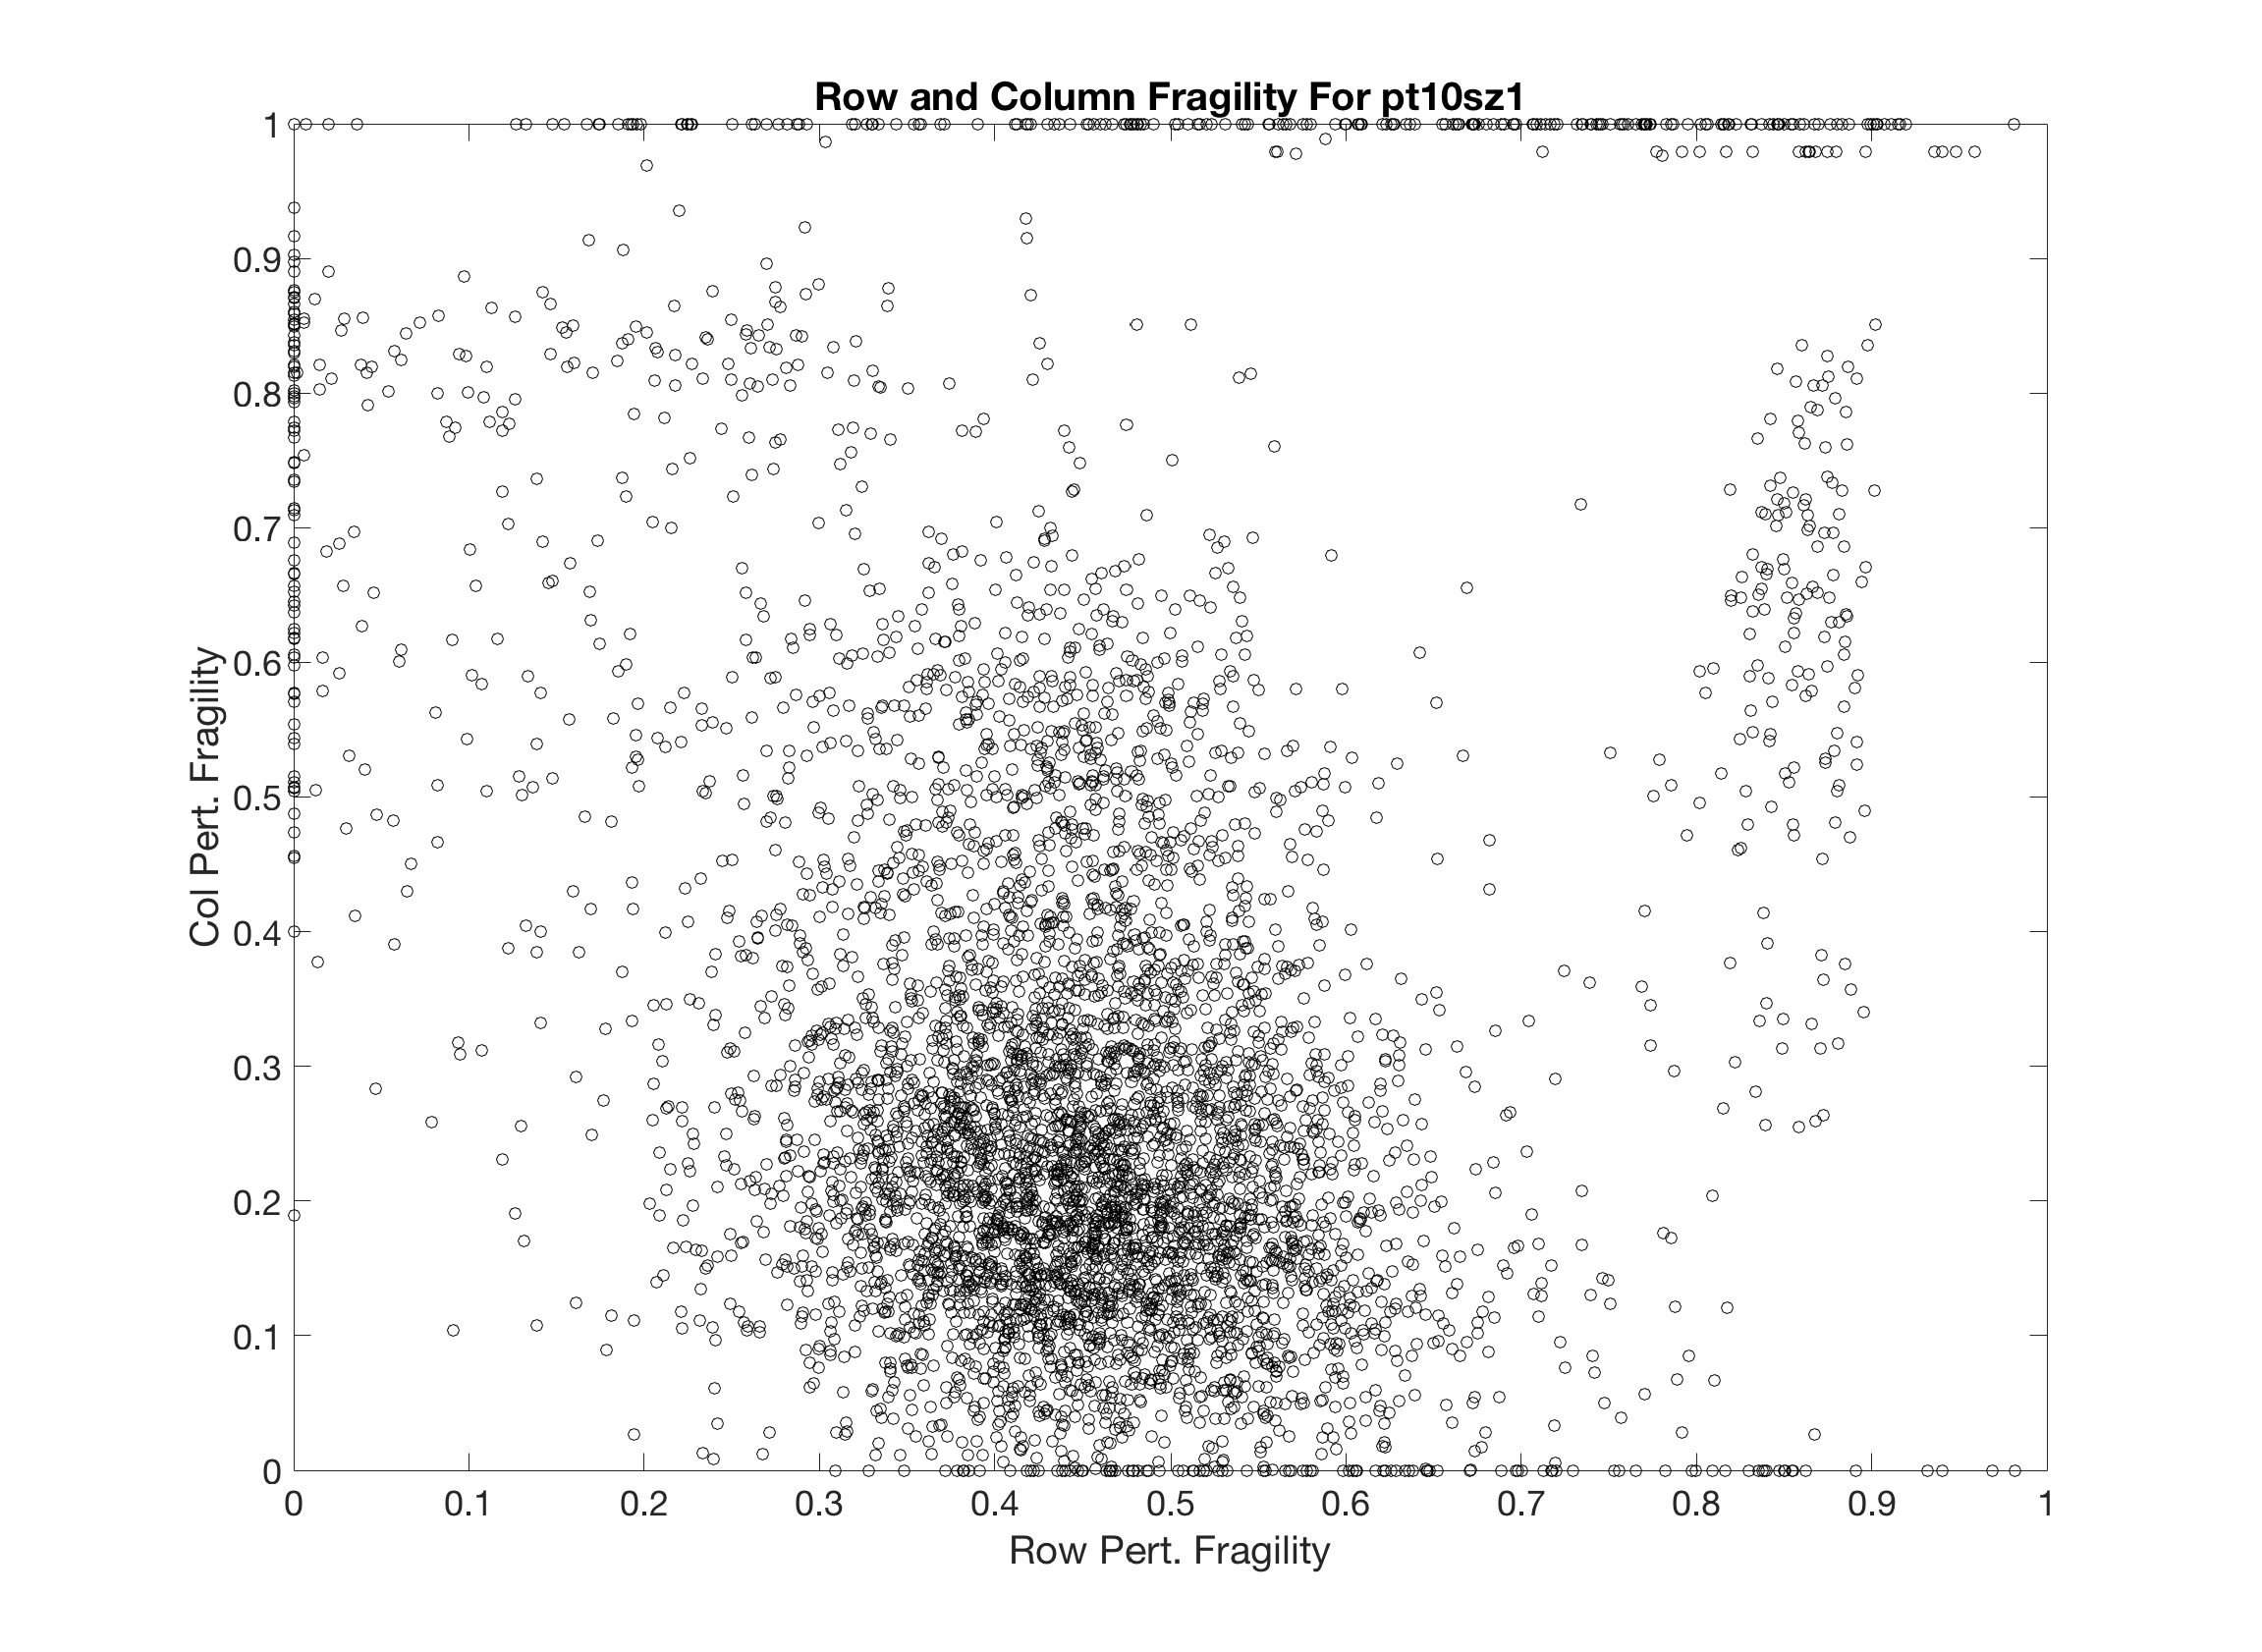 Row and Column Fragility For pt10sz1
1
0.9
0.8
0.7
0.6
0.5
0.4
0.3
0.2
0.1
0
Col Pert. Fragility
0 0.1 0.2 0.3 0.4 0.5 0.6 0.7 0.8 0.9 1
Row Pert. Fragility